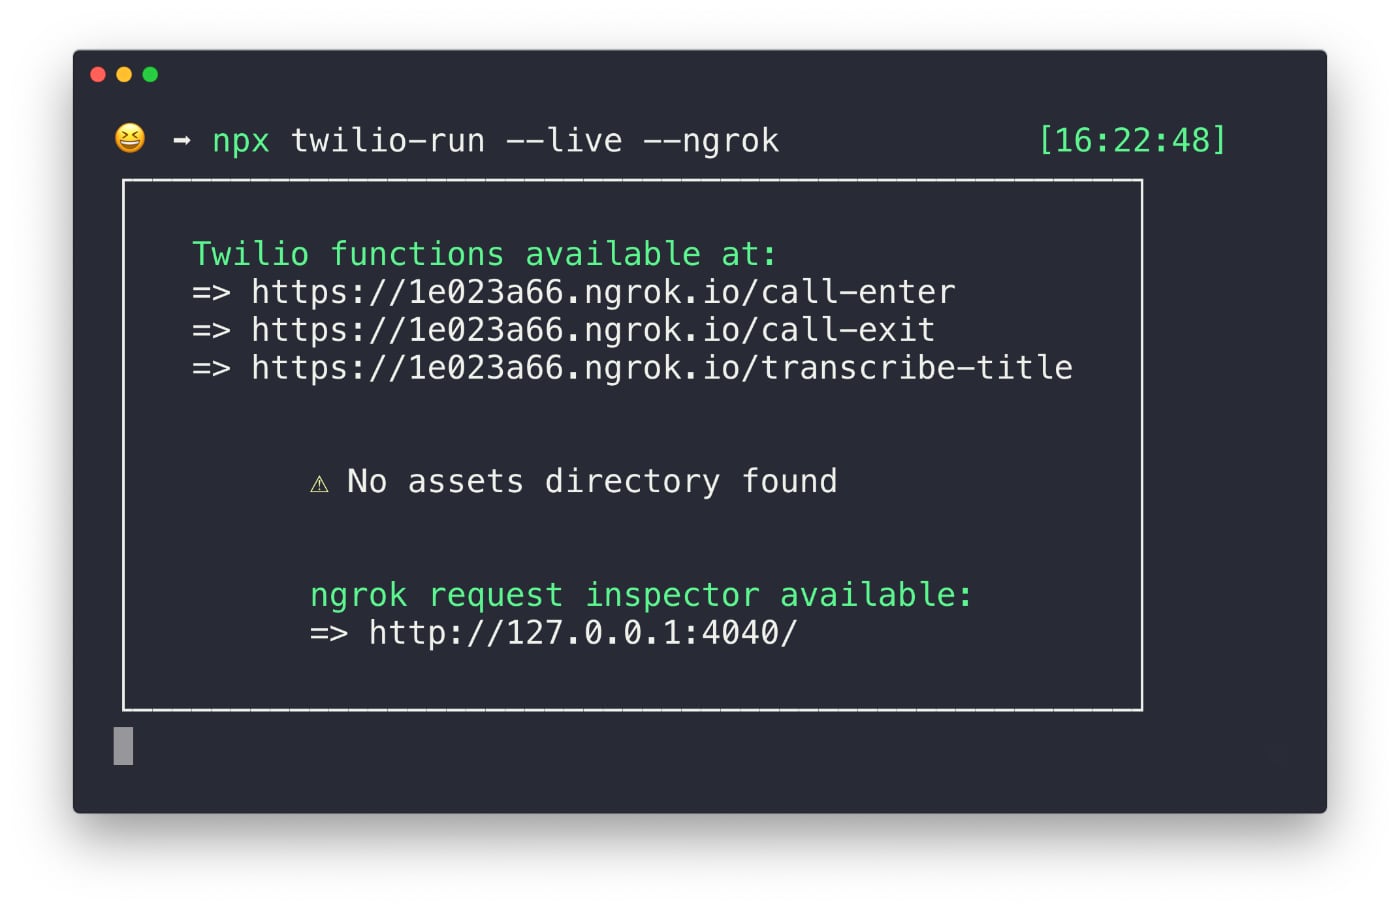 😆 ➞ npx twilio-run --live --ngrok [16:22:48]
Twilio functions available at:
=> https://1e023a66.ngrok.io/call-enter
=> https://1e023a66.ngrok.io/call-exit
=> https://1e023a66.ngrok.io/transcribe-title
⚠ No assets directory found
ngrok request inspector available:
=> http://127.0.0.1:4040/